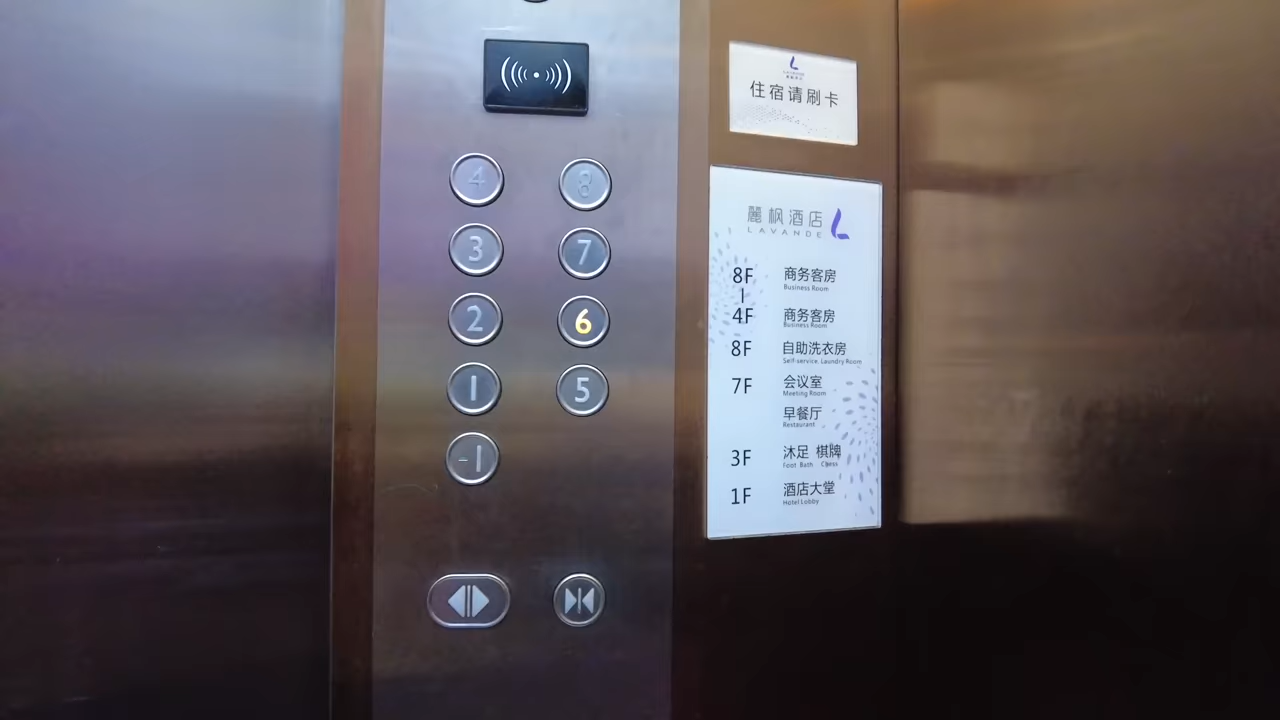 4 8
3 7
2 6
1 5
-1
住宿请刷卡
麗枫酒店
LAVANDE
8F 商务客房
Business Room
4F 商务客房
Business Room
8F 自助洗衣房
Self-service Laundry Room
7F 会议室
Meeting Room
早餐厅
Restaurant
3F 沐足 棋牌
Foot Bath Chess
1F 酒店大堂
Hotel Lobby